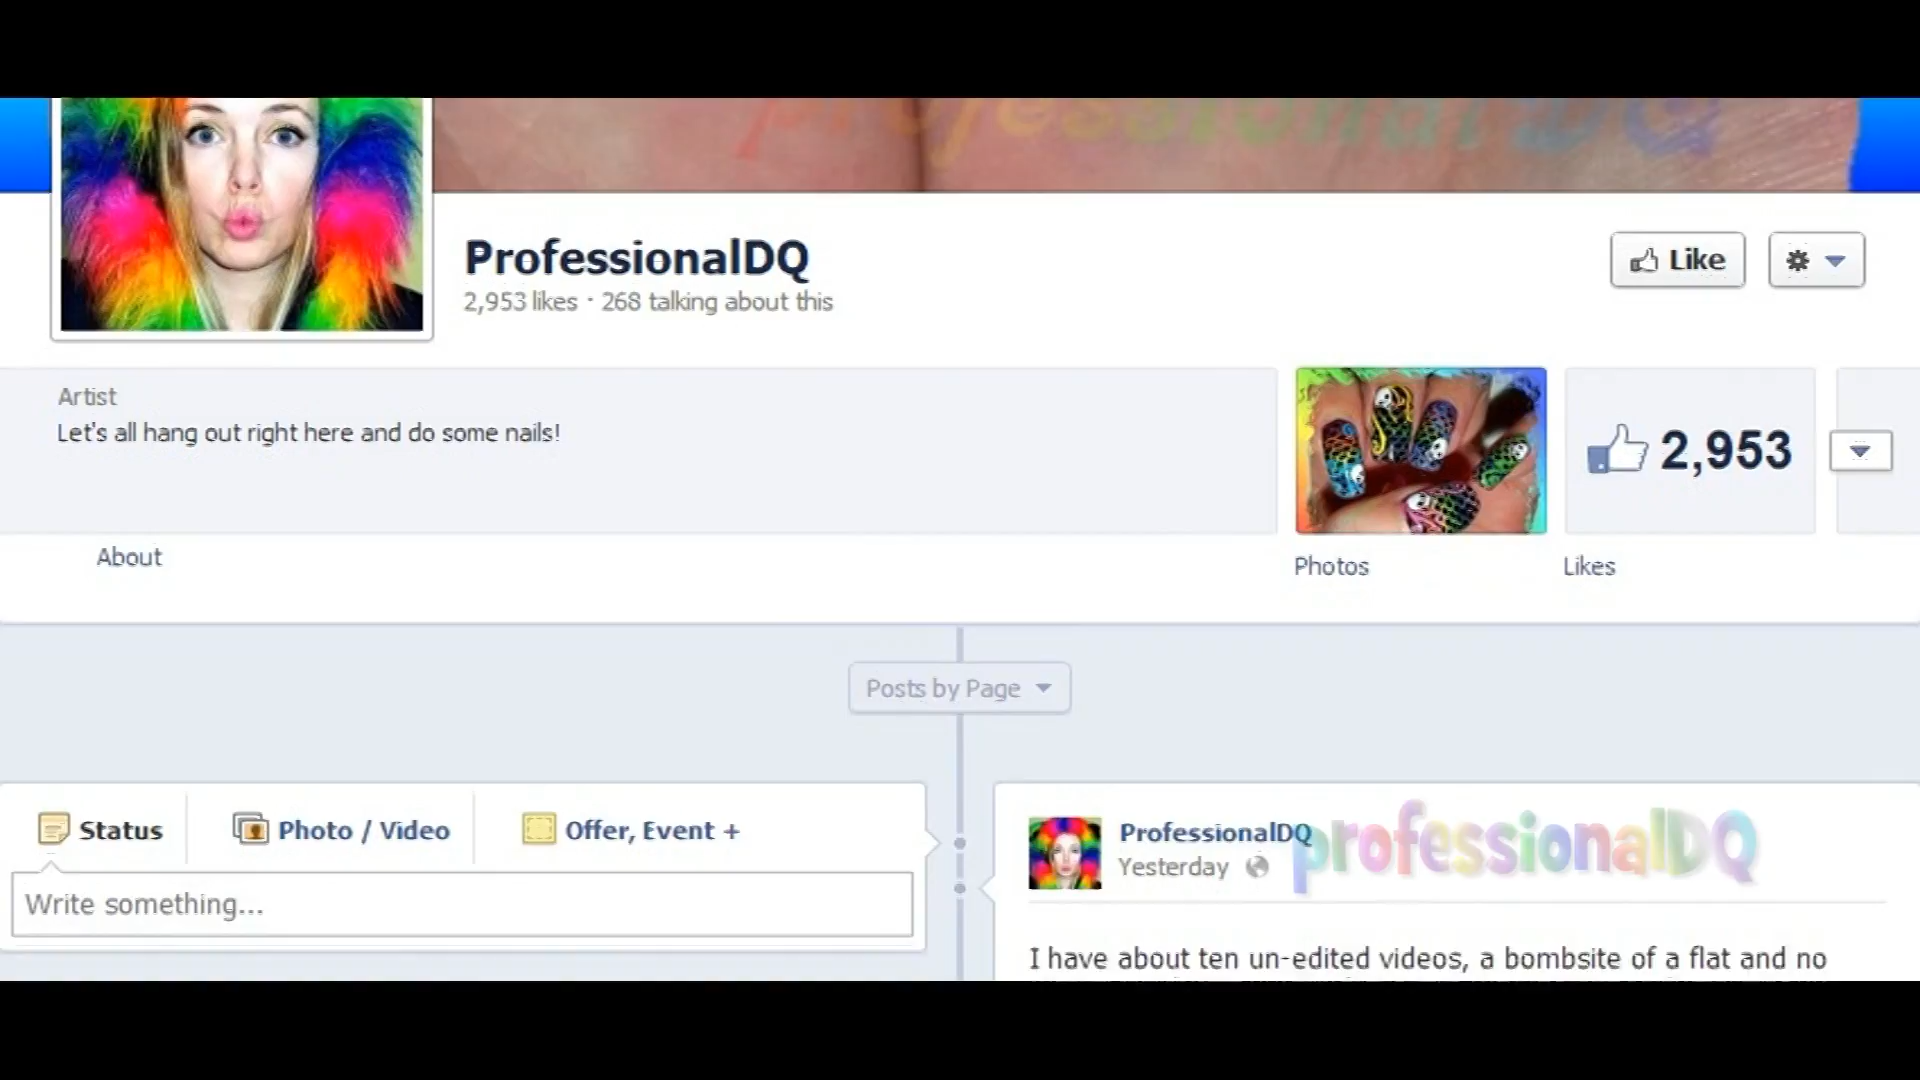 professionalDQ
ProfessionalDQ
2,953 likes · 268 talking about this
Like
Artist
Let's all hang out right here and do some nails!
2,953
About
Photos
Likes
Posts by Page
Status
Photo / Video
Offer, Event +
Write something...
ProfessionalDQ
Yesterday
professionalDQ
I have about ten un-edited videos, a bombsite of a flat and no